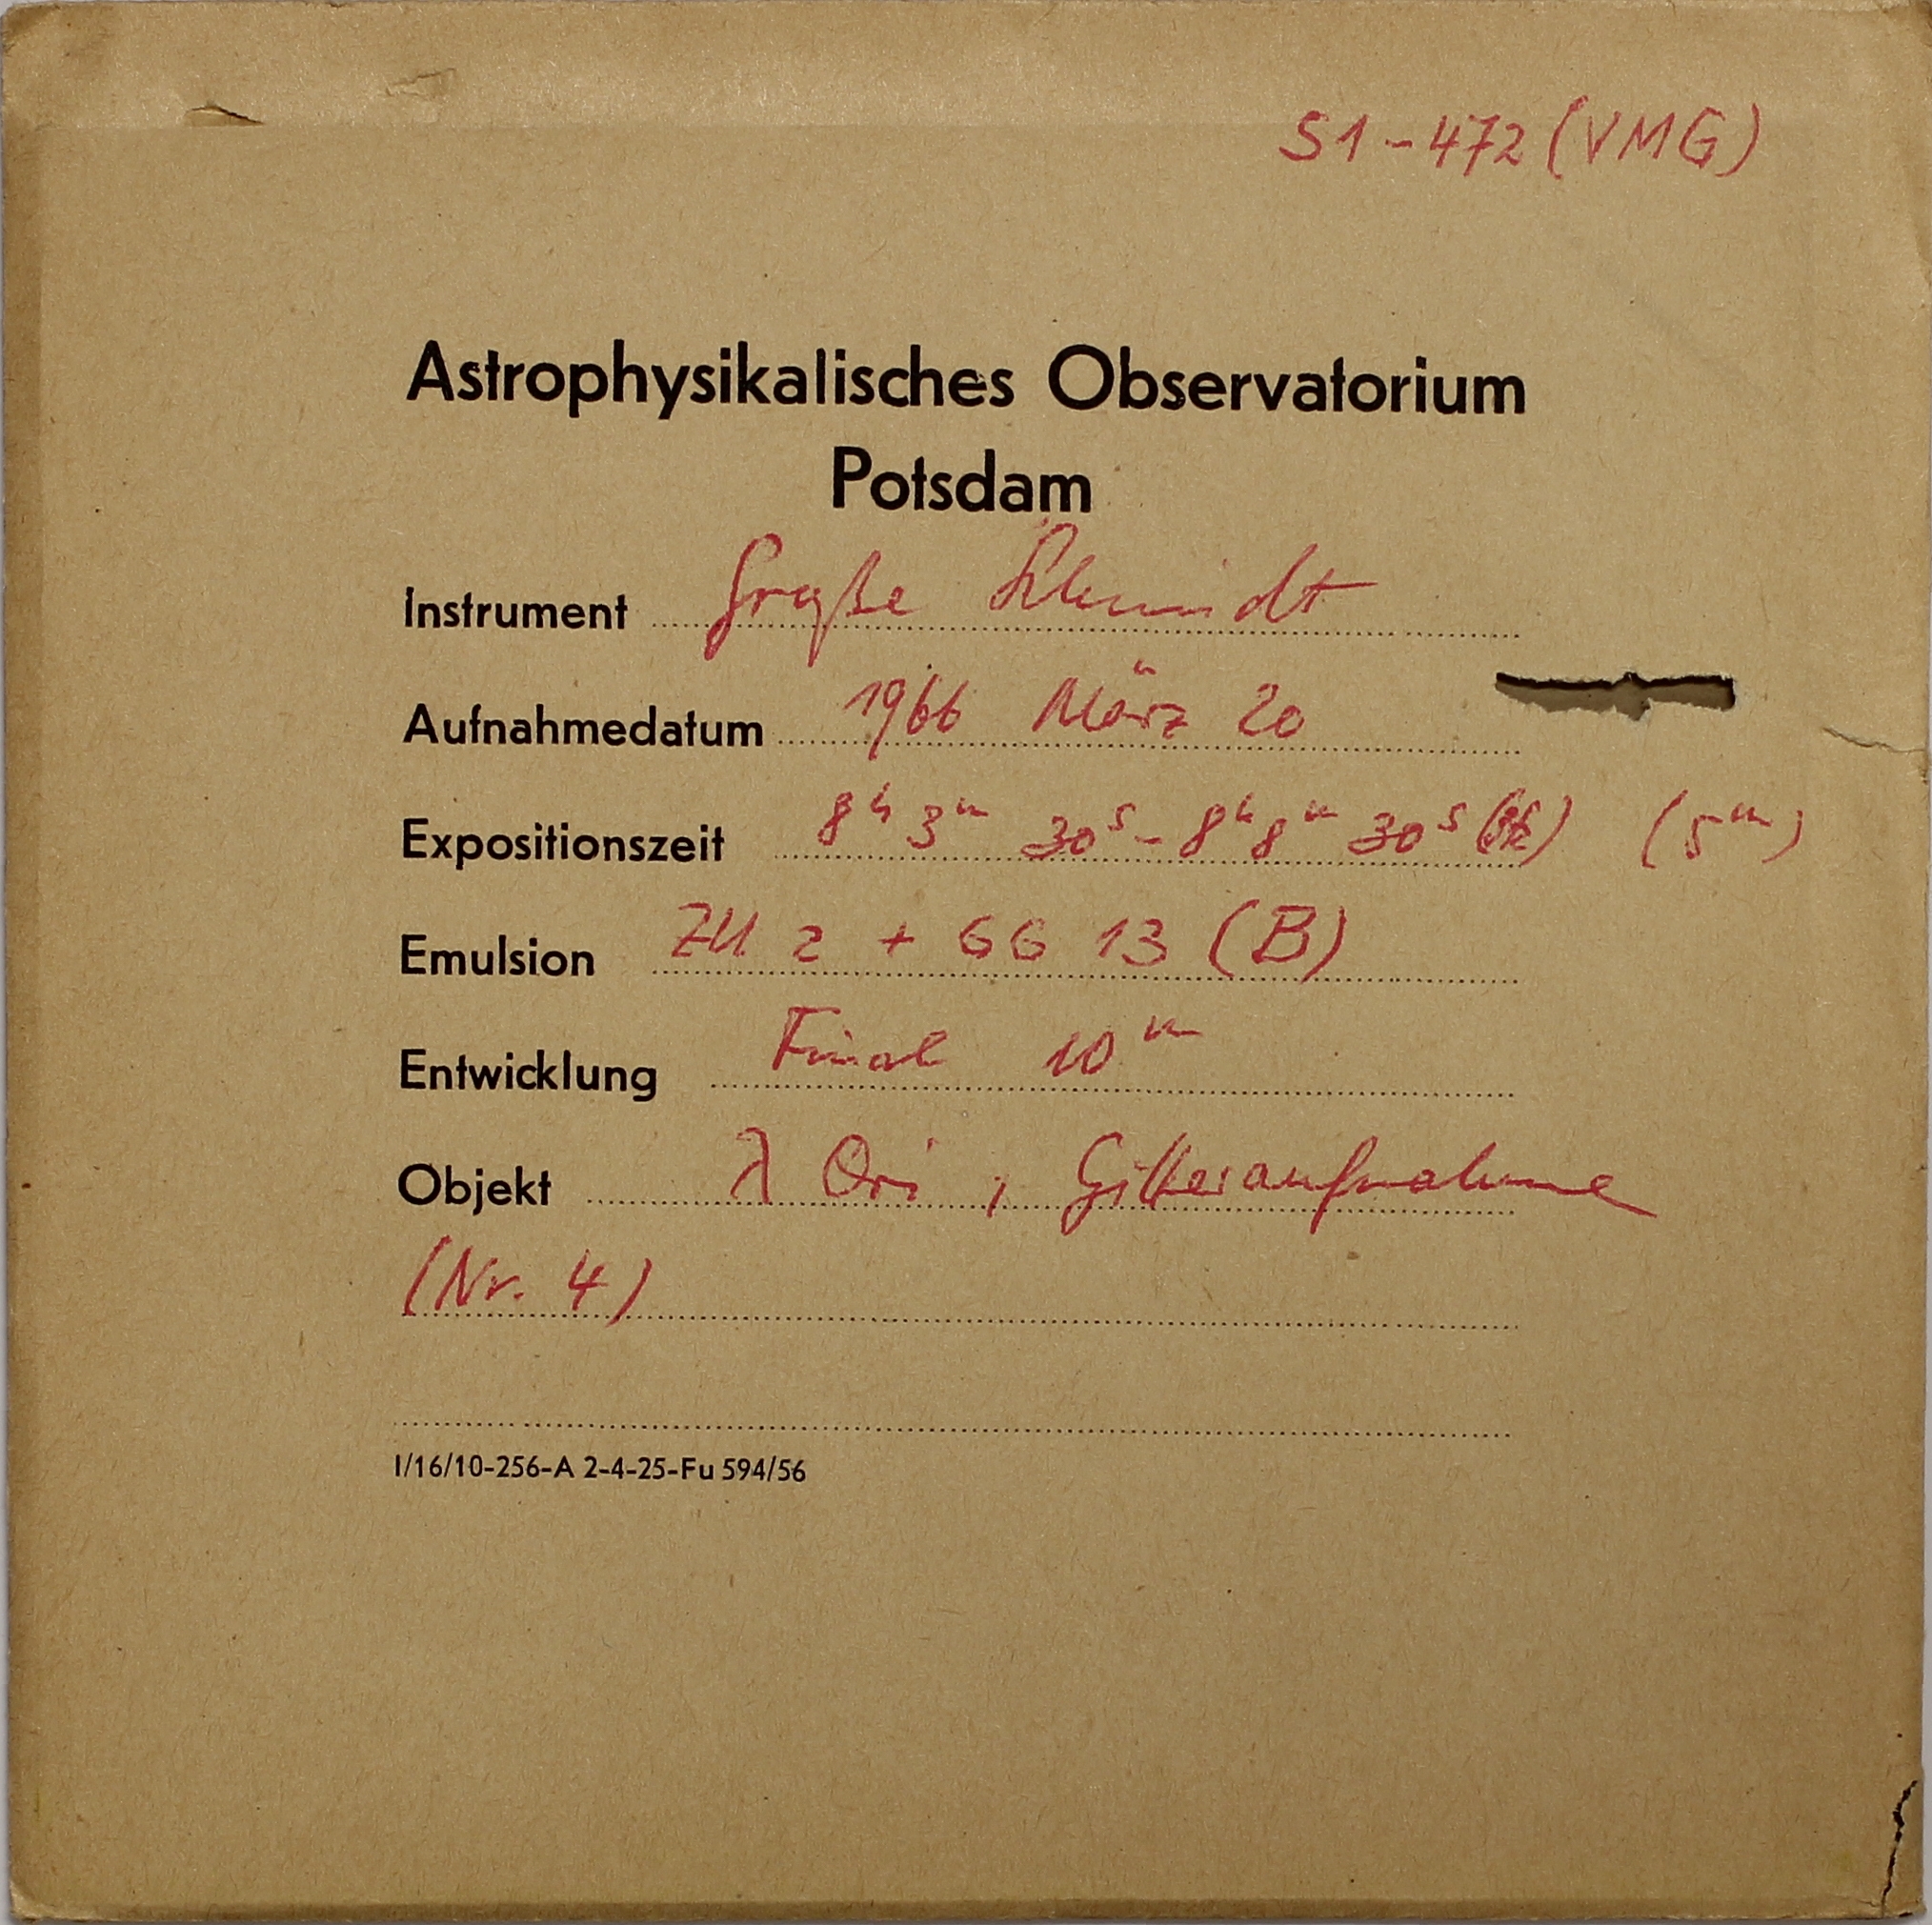 S1-472 (VMG)
Astrophysikalisches Observatorium
Potsdam
Instrument Große Schmidt
Aufnahmedatum 1966 März 20
Expositionszeit 8h 3m 30s - 8h 8m 30s (5m)
Emulsion ZU 2 + GG 13 (B)
Entwicklung Final 10m
Objekt λ Ori, Gitteraufnahme
(Nr. 4)
I/16/10-256-A 2-4-25-Fu 594/56